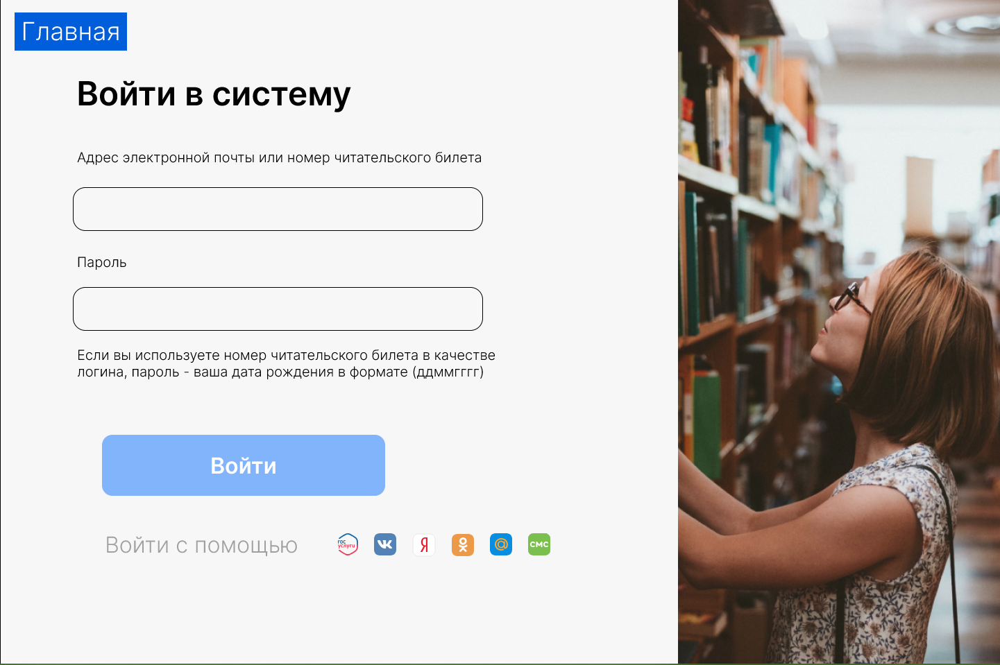 Главная
Войти в систему
Адрес электронной почты или номер читательского билета
Пароль
Если вы используете номер читательского билета в качестве
логина, пароль - ваша дата рождения в формате (ддммгггг)
Войти
Войти с помощью
гос
услуги
Я
@
смс